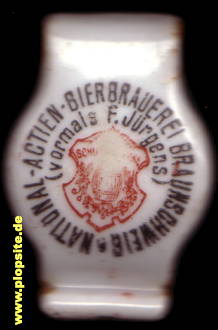 NATIONAL-ACTIEN-BIERBRAUEREI BRAUNSCHWEIG
(vormals F. Jürgens)
www.plopsite.de